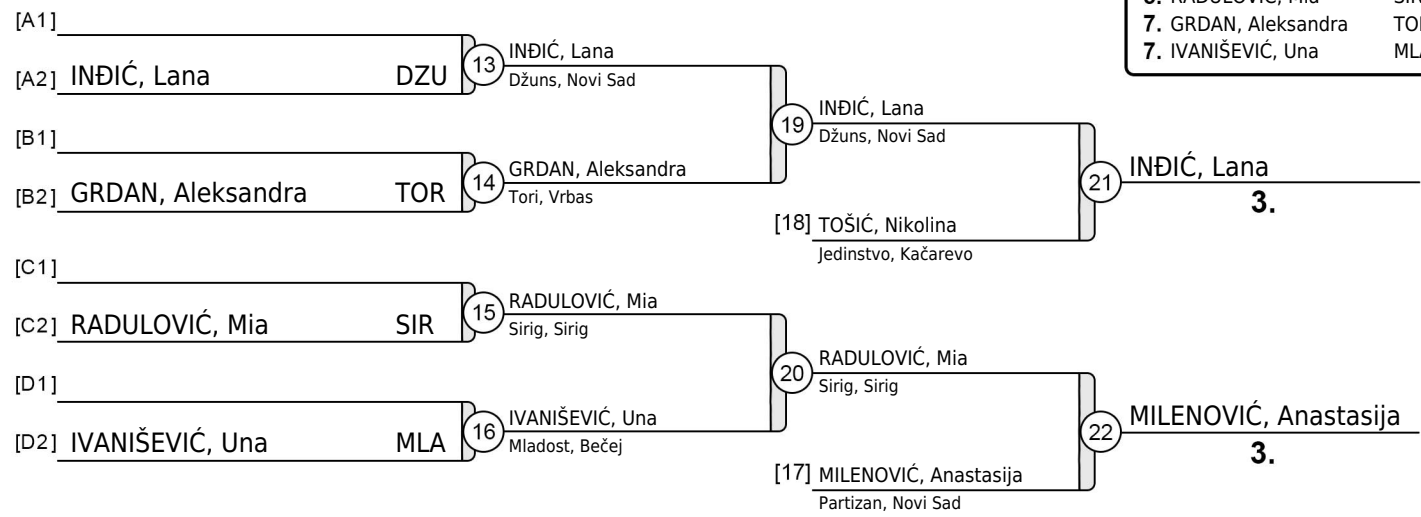 7. GRDAN, Aleksandra
7. IVANIŠEVIĆ, Una
[A1]
[A2] INĐIĆ, Lana DZU
13 INĐIĆ, Lana
Džuns, Novi Sad
19 INĐIĆ, Lana
Džuns, Novi Sad
[B1]
[B2] GRDAN, Aleksandra TOR
14 GRDAN, Aleksandra
Tori, Vrbas
[18] TOŠIĆ, Nikolina
Jedinstvo, Kačarevo
21 INĐIĆ, Lana
3.
[C1]
[C2] RADULOVIĆ, Mia SIR
15 RADULOVIĆ, Mia
Sirig, Sirig
20 RADULOVIĆ, Mia
Sirig, Sirig
[D1]
[D2] IVANIŠEVIĆ, Una MLA
16 IVANIŠEVIĆ, Una
Mladost, Bečej
[17] MILENOVIĆ, Anastasija
Partizan, Novi Sad
22 MILENOVIĆ, Anastasija
3.